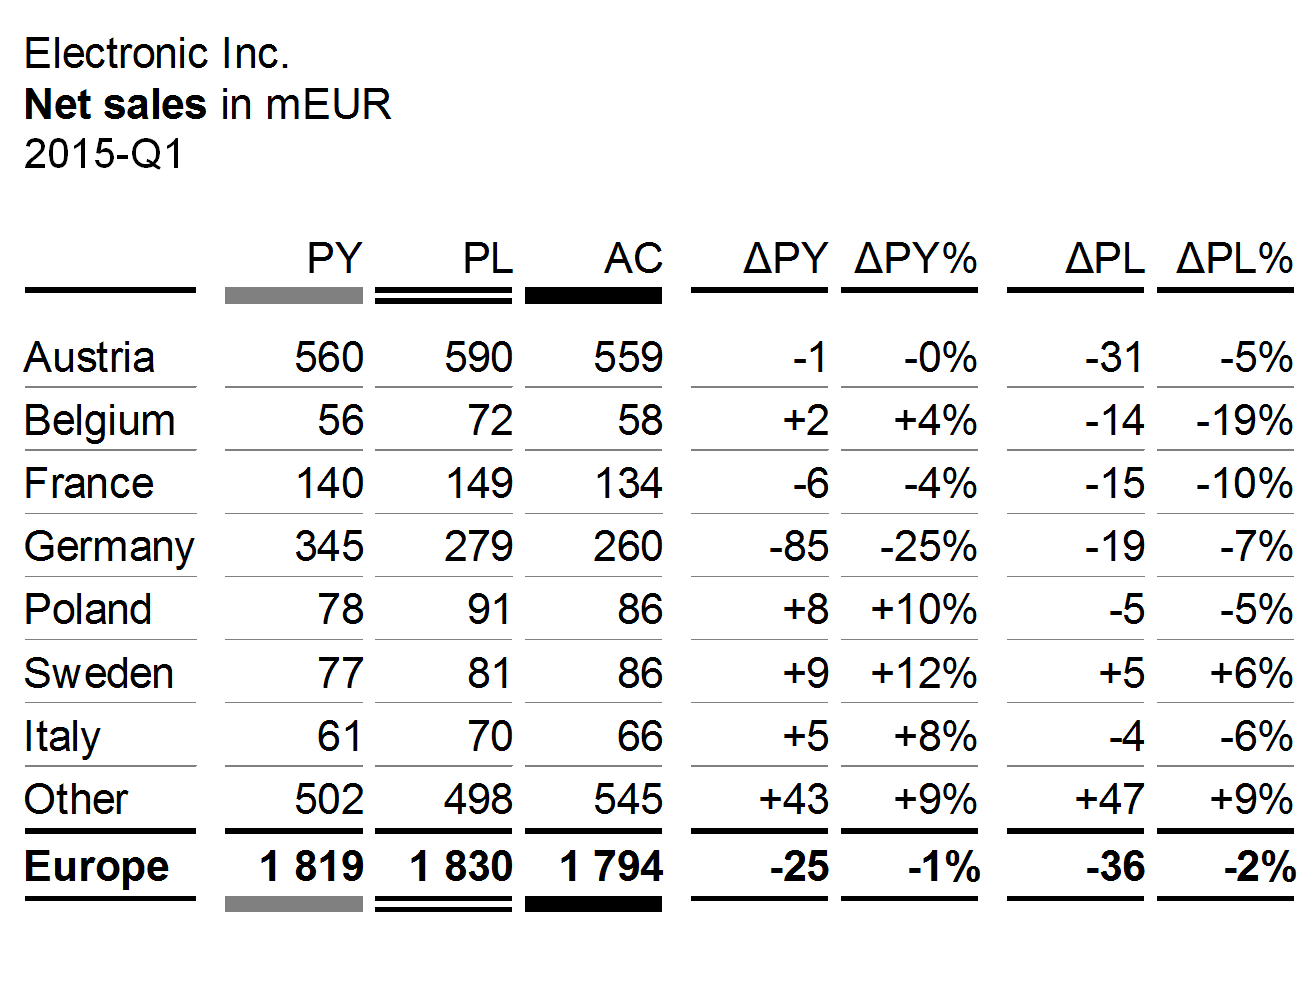 Electronic Inc.
Net sales in mEUR
2015-Q1
PY PL AC ΔPY ΔPY% ΔPL ΔPL%
Austria 560 590 559 -1 -0% -31 -5%
Belgium 56 72 58 +2 +4% -14 -19%
France 140 149 134 -6 -4% -15 -10%
Germany 345 279 260 -85 -25% -19 -7%
Poland 78 91 86 +8 +10% -5 -5%
Sweden 77 81 86 +9 +12% +5 +6%
Italy 61 70 66 +5 +8% -4 -6%
Other 502 498 545 +43 +9% +47 +9%
Europe 1 819 1 830 1 794 -25 -1% -36 -2%